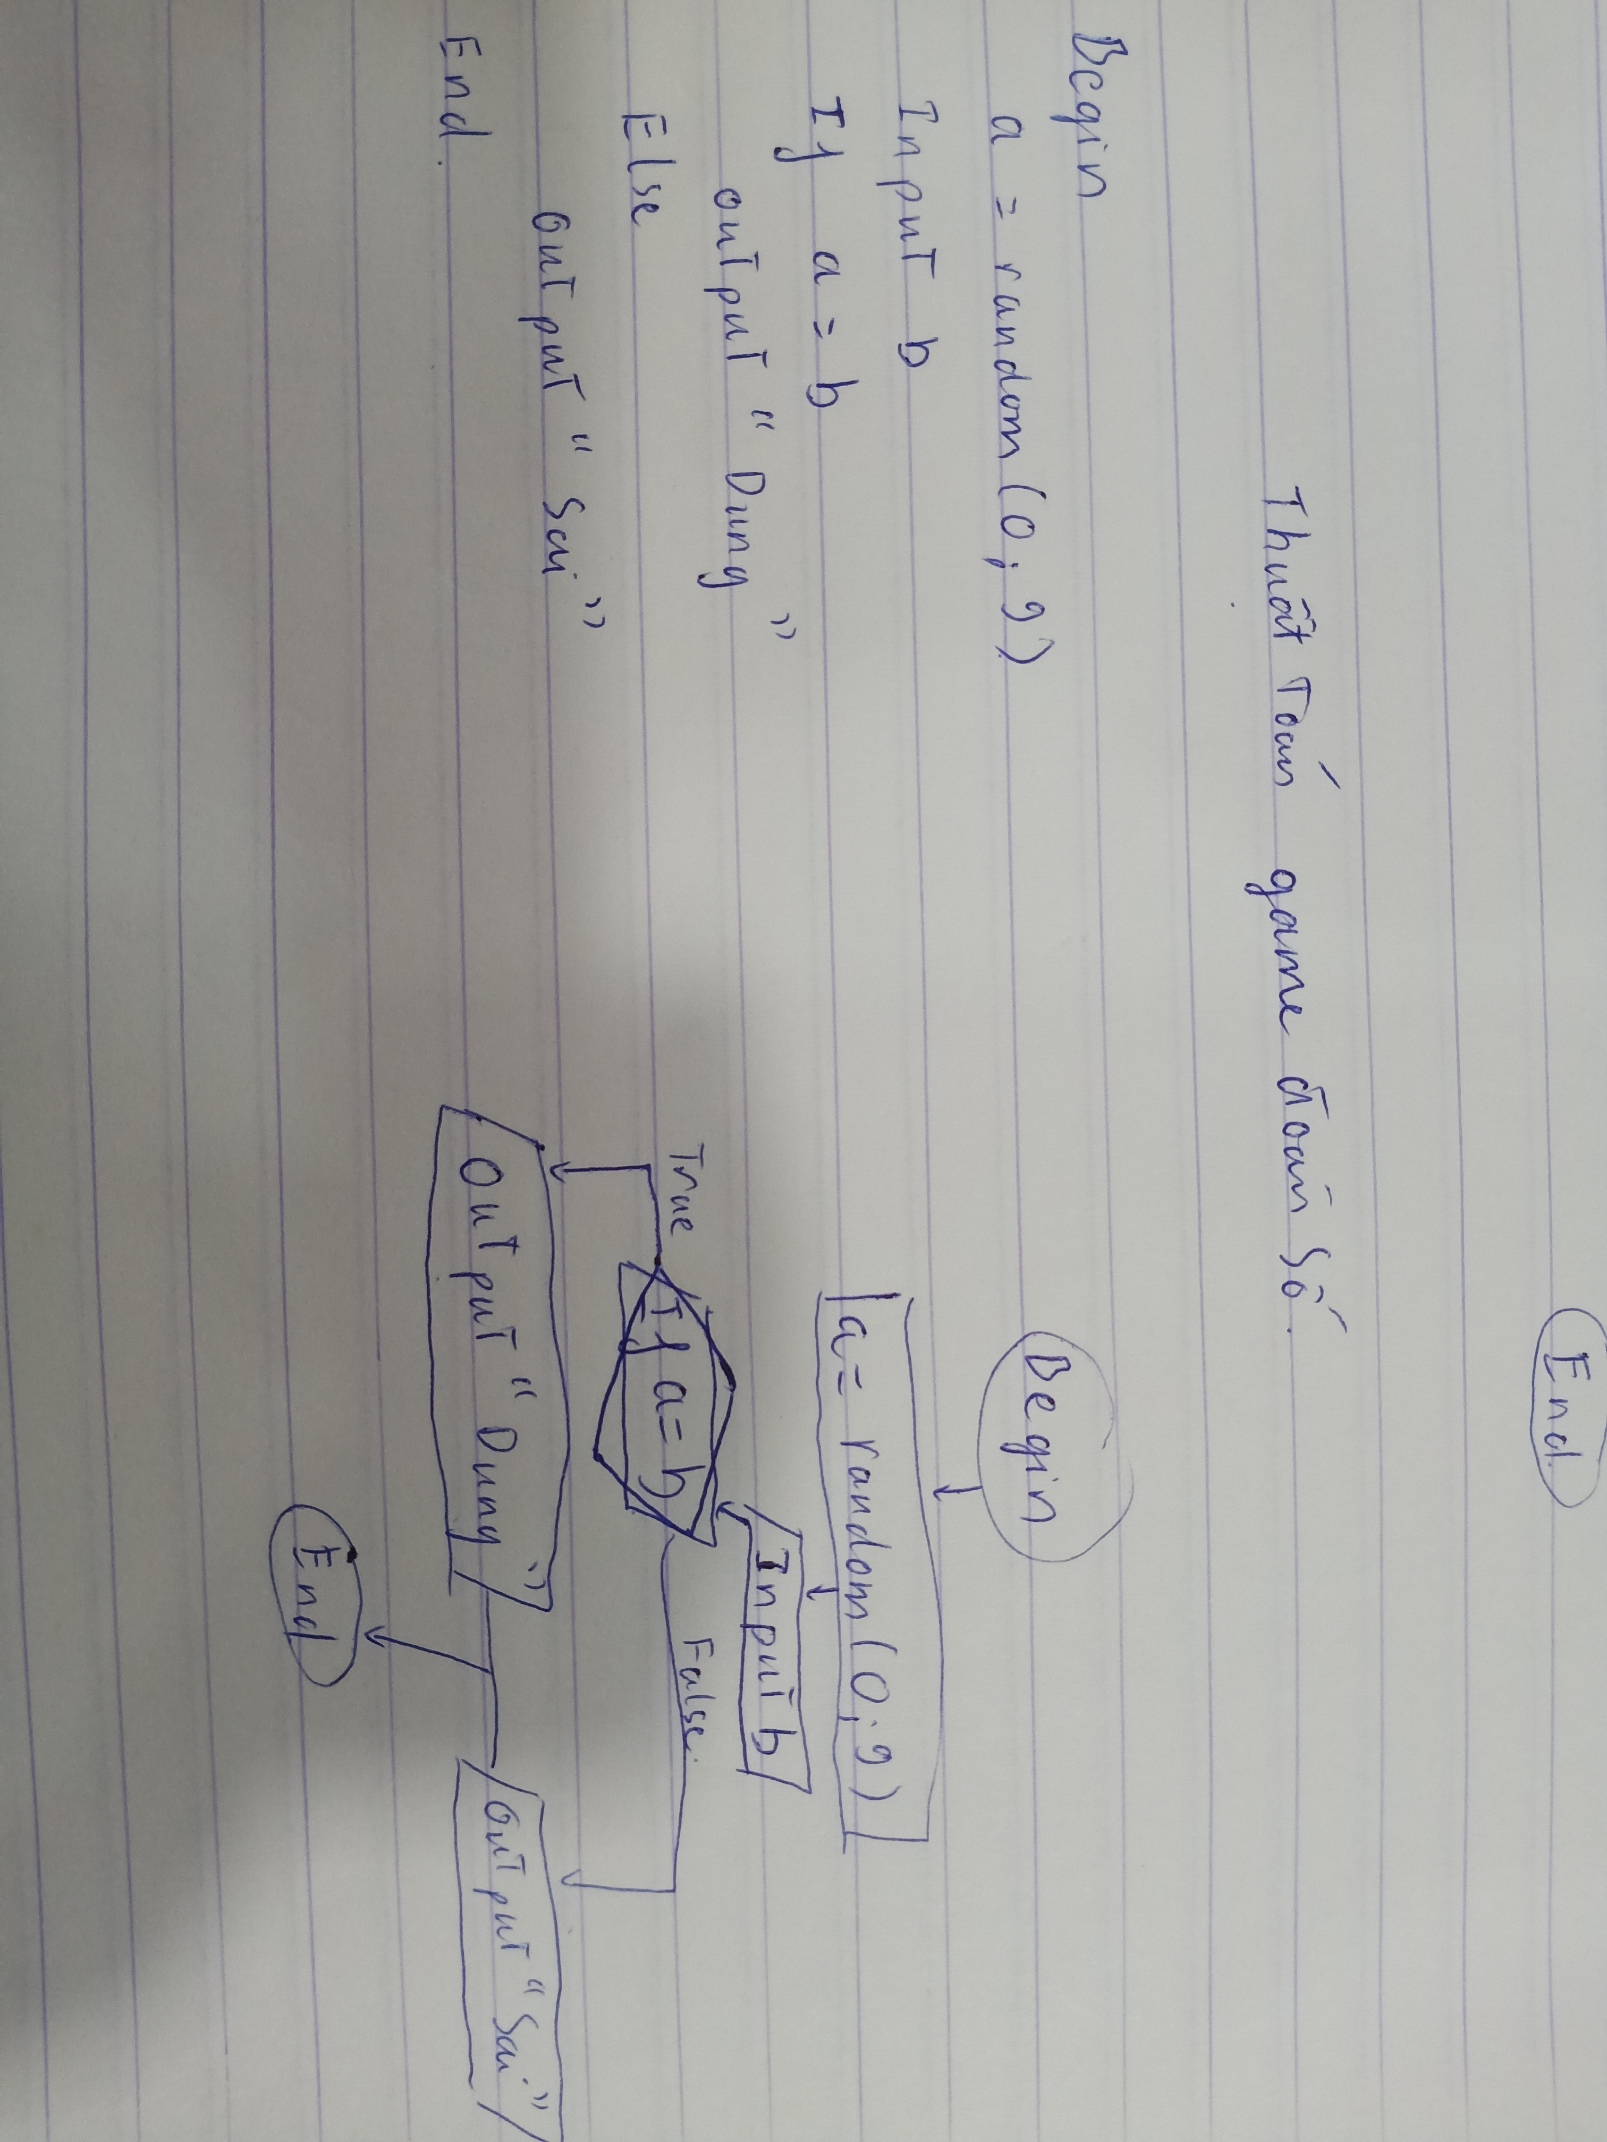 End.
Thuật Toán game đoán số.
Begin
a = random (0; 9)
Input b
If a = b
output " Dung "
Else
output " Sai "
End.
Begin
a = random (0; 9)
Input b
True
If a = b
False.
output " Dung "
output " Sai "
End